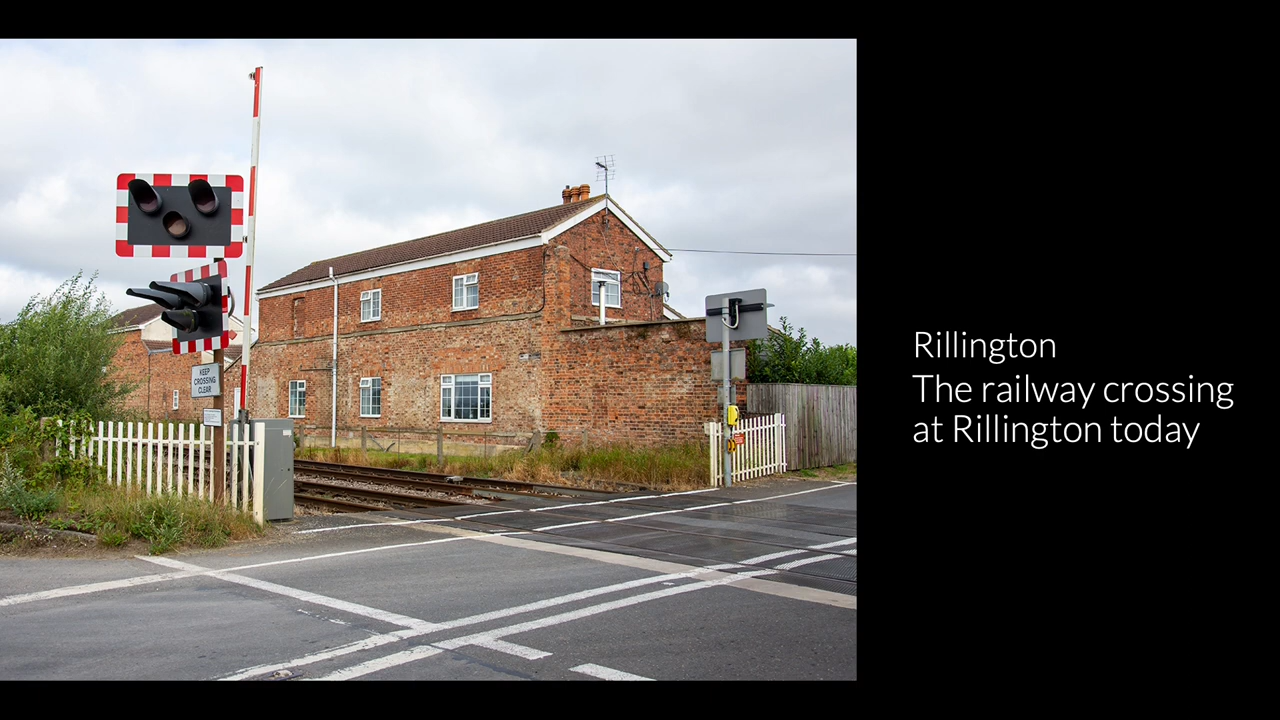 KEEP
CROSSING
CLEAR
Rillington
The railway crossing
at Rillington today